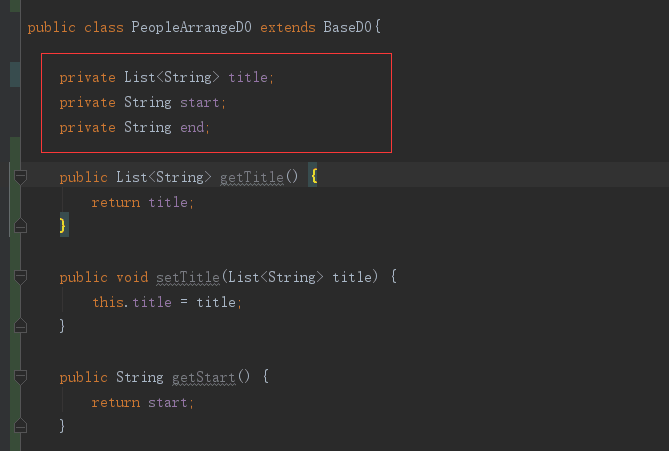 public class PeopleArrangeDO extends BaseDO{
private List<String> title;
private String start;
private String end;
public List<String> getTitle() {
return title;
}
public void setTitle(List<String> title) {
this.title = title;
}
public String getStart() {
return start;
}